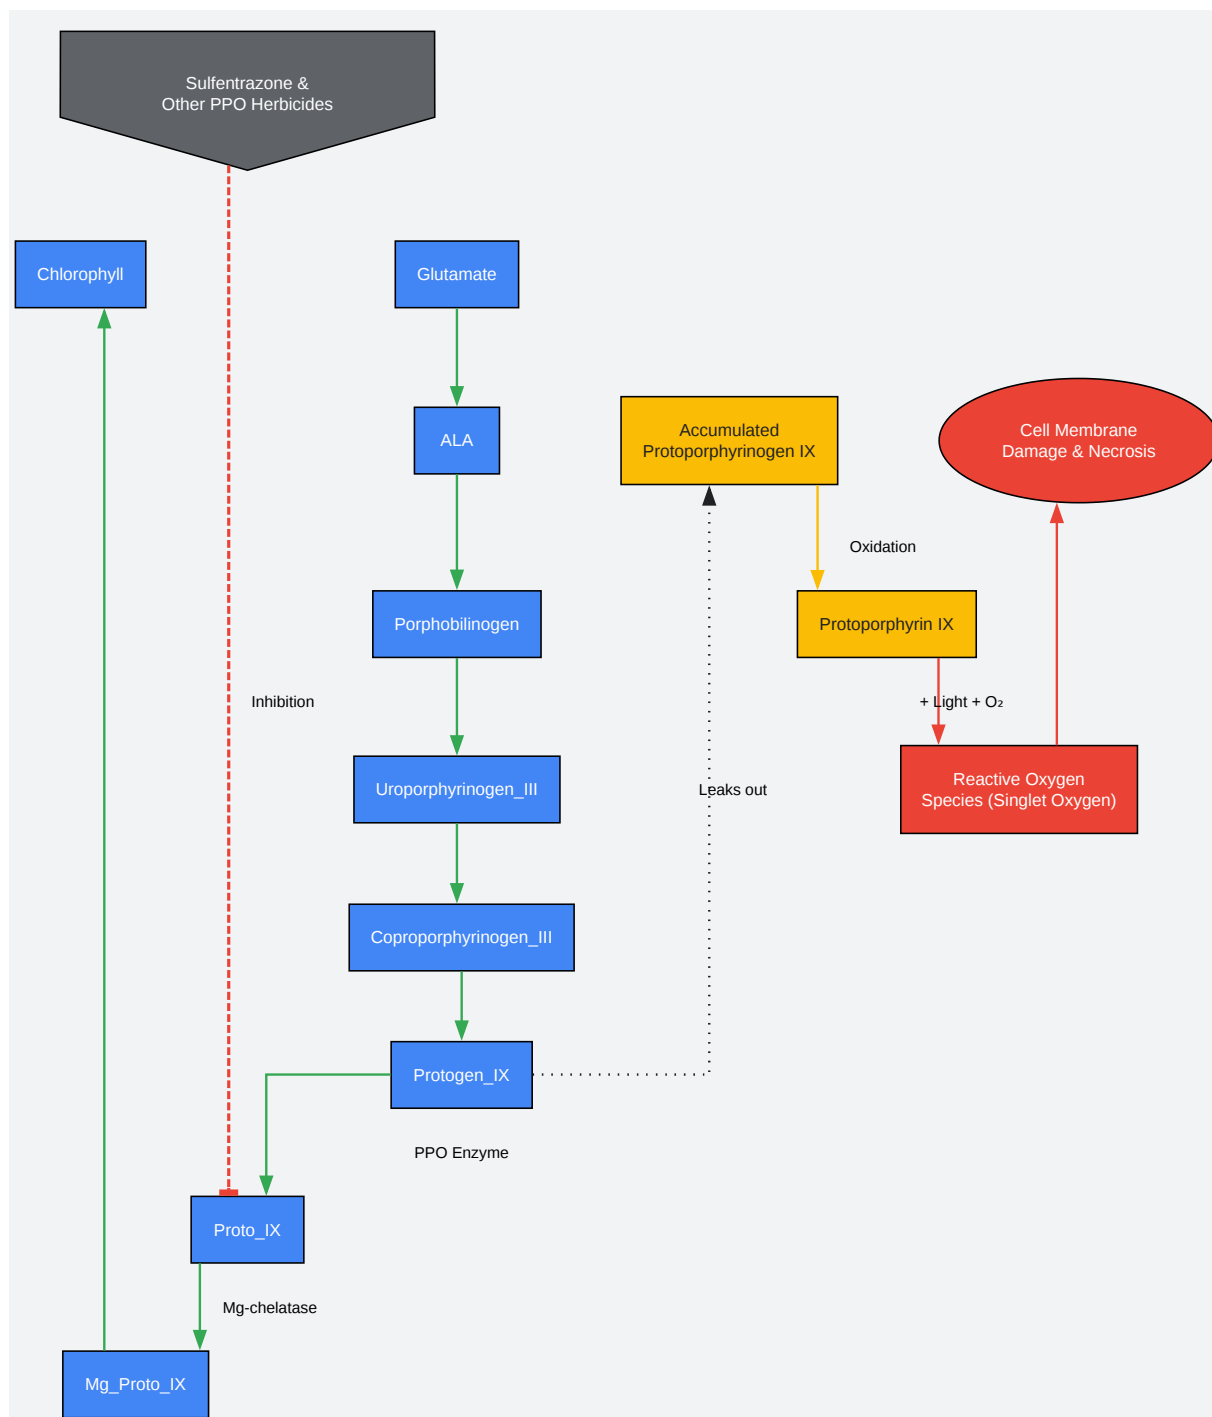 Sulfentrazone &
Other PPO Herbicides
Chlorophyll
Glutamate
ALA
Accumulated
Protoporphyrinogen IX
Cell Membrane
Damage & Necrosis
Oxidation
Porphobilinogen
Protoporphyrin IX
Inhibition
+ Light + O₂
Uroporphyrinogen_III
Leaks out
Reactive Oxygen
Species (Singlet Oxygen)
Coproporphyrinogen_III
Protogen_IX
PPO Enzyme
Proto_IX
Mg-chelatase
Mg_Proto_IX